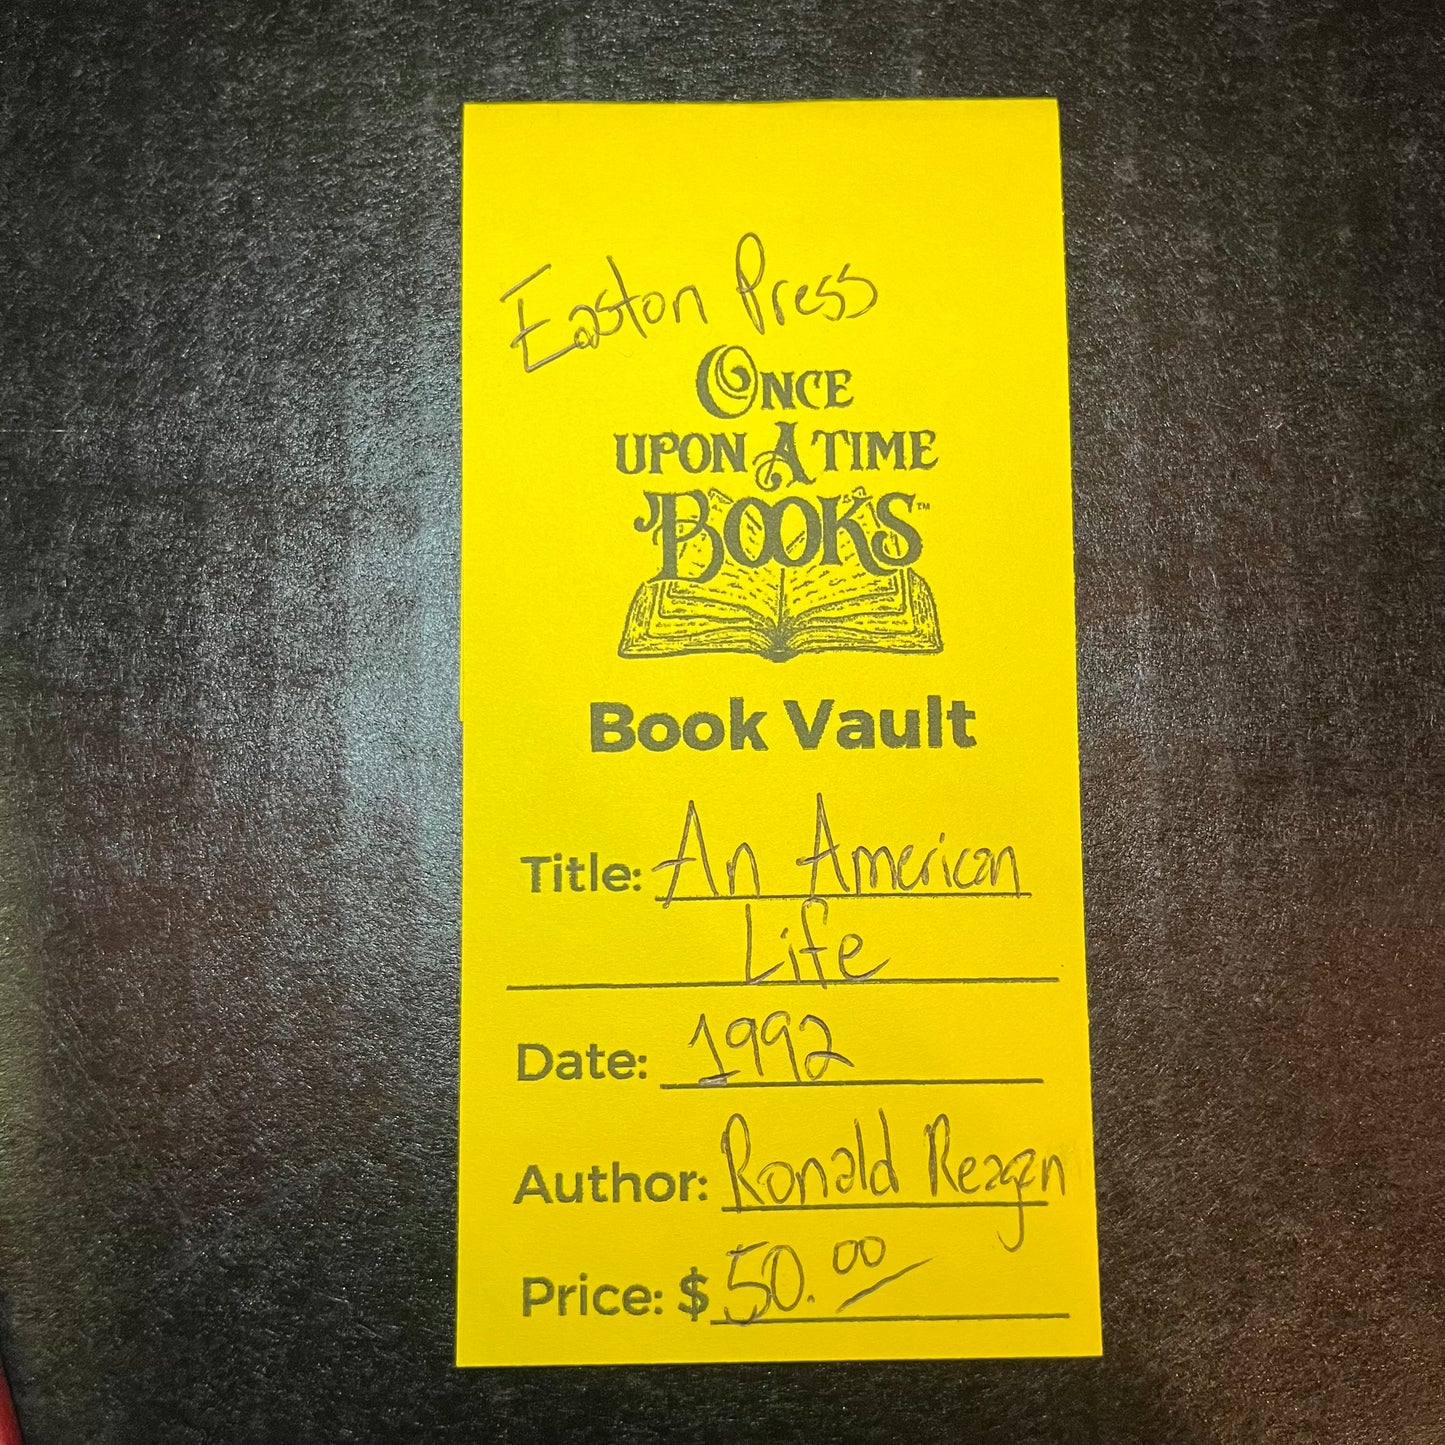 Easton Press
ONCE
UPON A TIME
BOOKS™
Book Vault
Title: An American
Life
Date: 1992
Author: Ronald Reagan
Price: $50.00